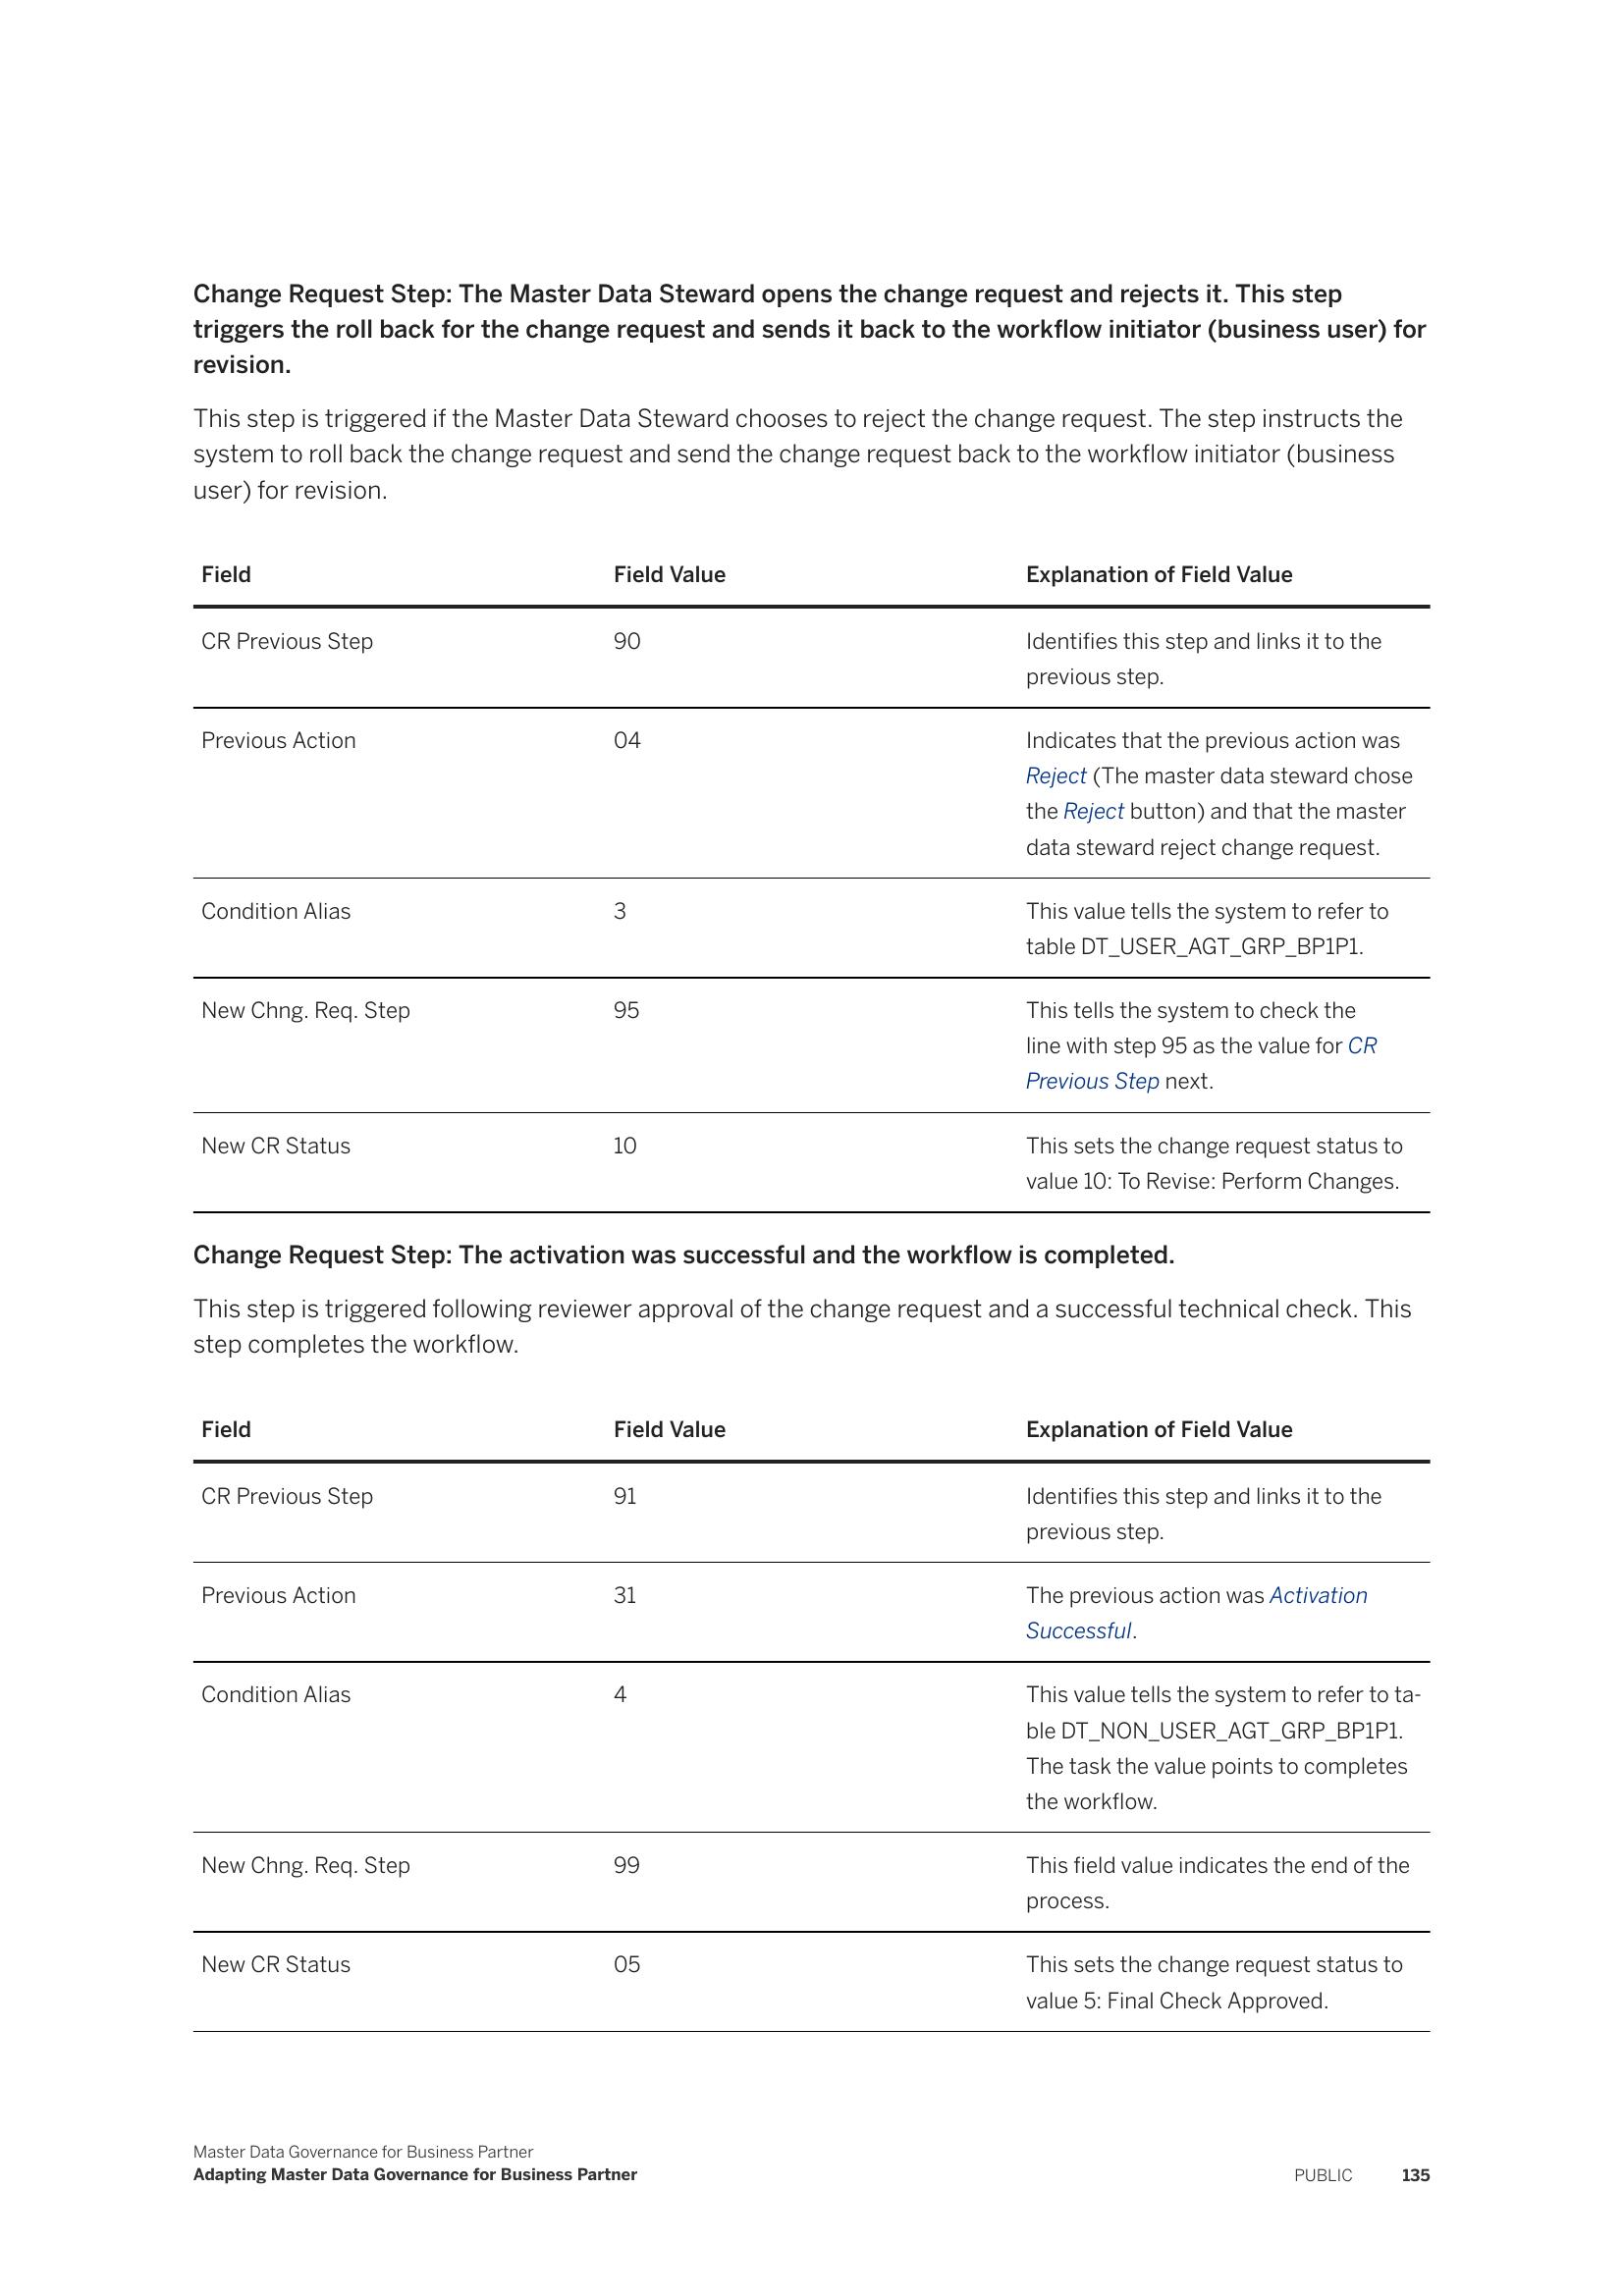 Change Request Step: The Master Data Steward opens the change request and rejects it. This step
triggers the roll back for the change request and sends it back to the workflow initiator (business user) for
revision.
This step is triggered if the Master Data Steward chooses to reject the change request. The step instructs the
system to roll back the change request and send the change request back to the workflow initiator (business
user) for revision.
Field Field Value Explanation of Field Value
CR Previous Step 90 Identifies this step and links it to the
previous step.
Previous Action 04 Indicates that the previous action was
Reject (The master data steward chose
the Reject button) and that the master
data steward reject change request.
Condition Alias 3 This value tells the system to refer to
table DT_USER_AGT_GRP_BP1P1.
New Chng. Req. Step 95 This tells the system to check the
line with step 95 as the value for CR
Previous Step next.
New CR Status 10 This sets the change request status to
value 10: To Revise: Perform Changes.
Change Request Step: The activation was successful and the workflow is completed.
This step is triggered following reviewer approval of the change request and a successful technical check. This
step completes the workflow.
Field Field Value Explanation of Field Value
CR Previous Step 91 Identifies this step and links it to the
previous step.
Previous Action 31 The previous action was Activation
Successful.
Condition Alias 4 This value tells the system to refer to ta-
ble DT_NON_USER_AGT_GRP_BP1P1.
The task the value points to completes
the workflow.
New Chng. Req. Step 99 This field value indicates the end of the
process.
New CR Status 05 This sets the change request status to
value 5: Final Check Approved.
Master Data Governance for Business Partner
Adapting Master Data Governance for Business Partner PUBLIC 135